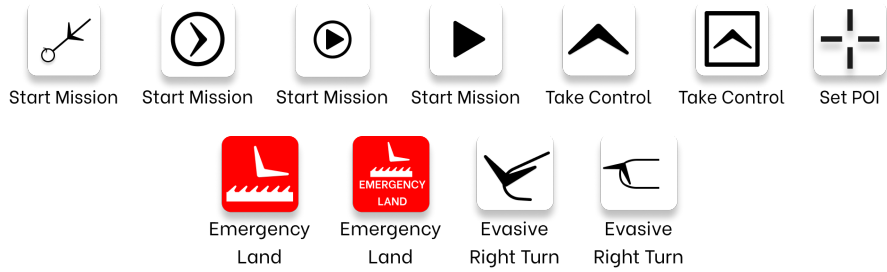 Start Mission Start Mission Start Mission Start Mission Take Control Take Control Set POI
EMERGENCY
LAND
Emergency Emergency Evasive Evasive
Land Land Right Turn Right Turn